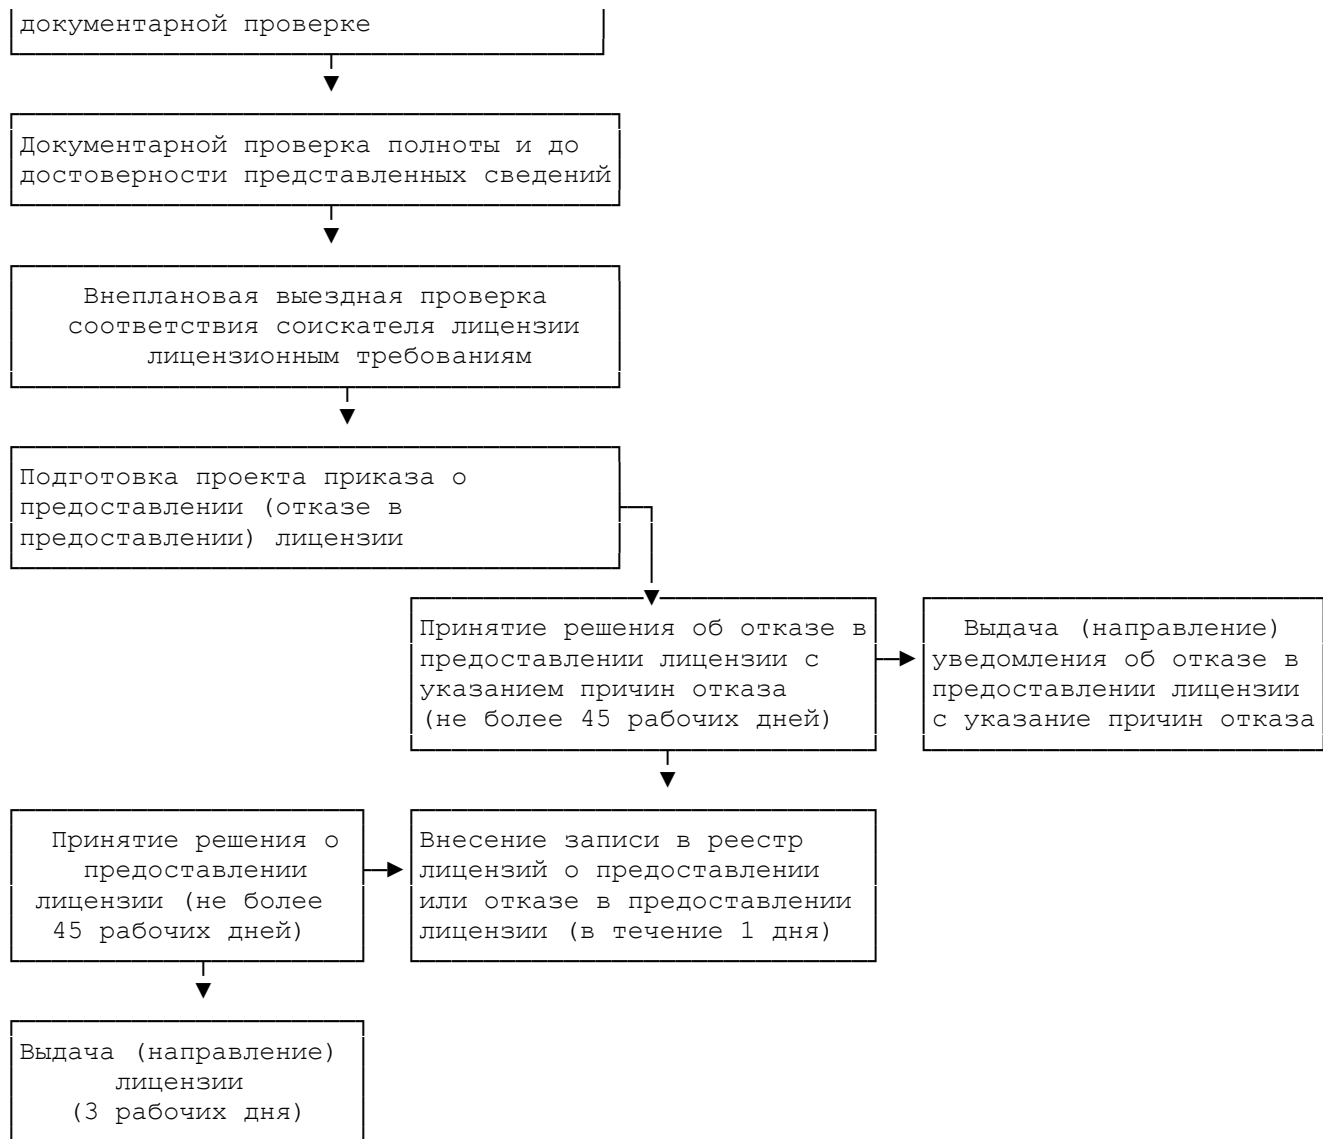 документарной проверке
Документарной проверка полноты и до
достоверности представленных сведений
Внеплановая выездная проверка
соответствия соискателя лицензии
лицензионным требованиям
Подготовка проекта приказа о
предоставлении (отказе в
предоставлении) лицензии
Принятие решения об отказе в
предоставлении лицензии с
указанием причин отказа
(не более 45 рабочих дней)
Выдача (направление)
уведомления об отказе в
предоставлении лицензии
с указание причин отказа
Принятие решения о
предоставлении
лицензии (не более
45 рабочих дней)
Внесение записи в реестр
лицензий о предоставлении
или отказе в предоставлении
лицензии (в течение 1 дня)
Выдача (направление)
лицензии
(3 рабочих дня)